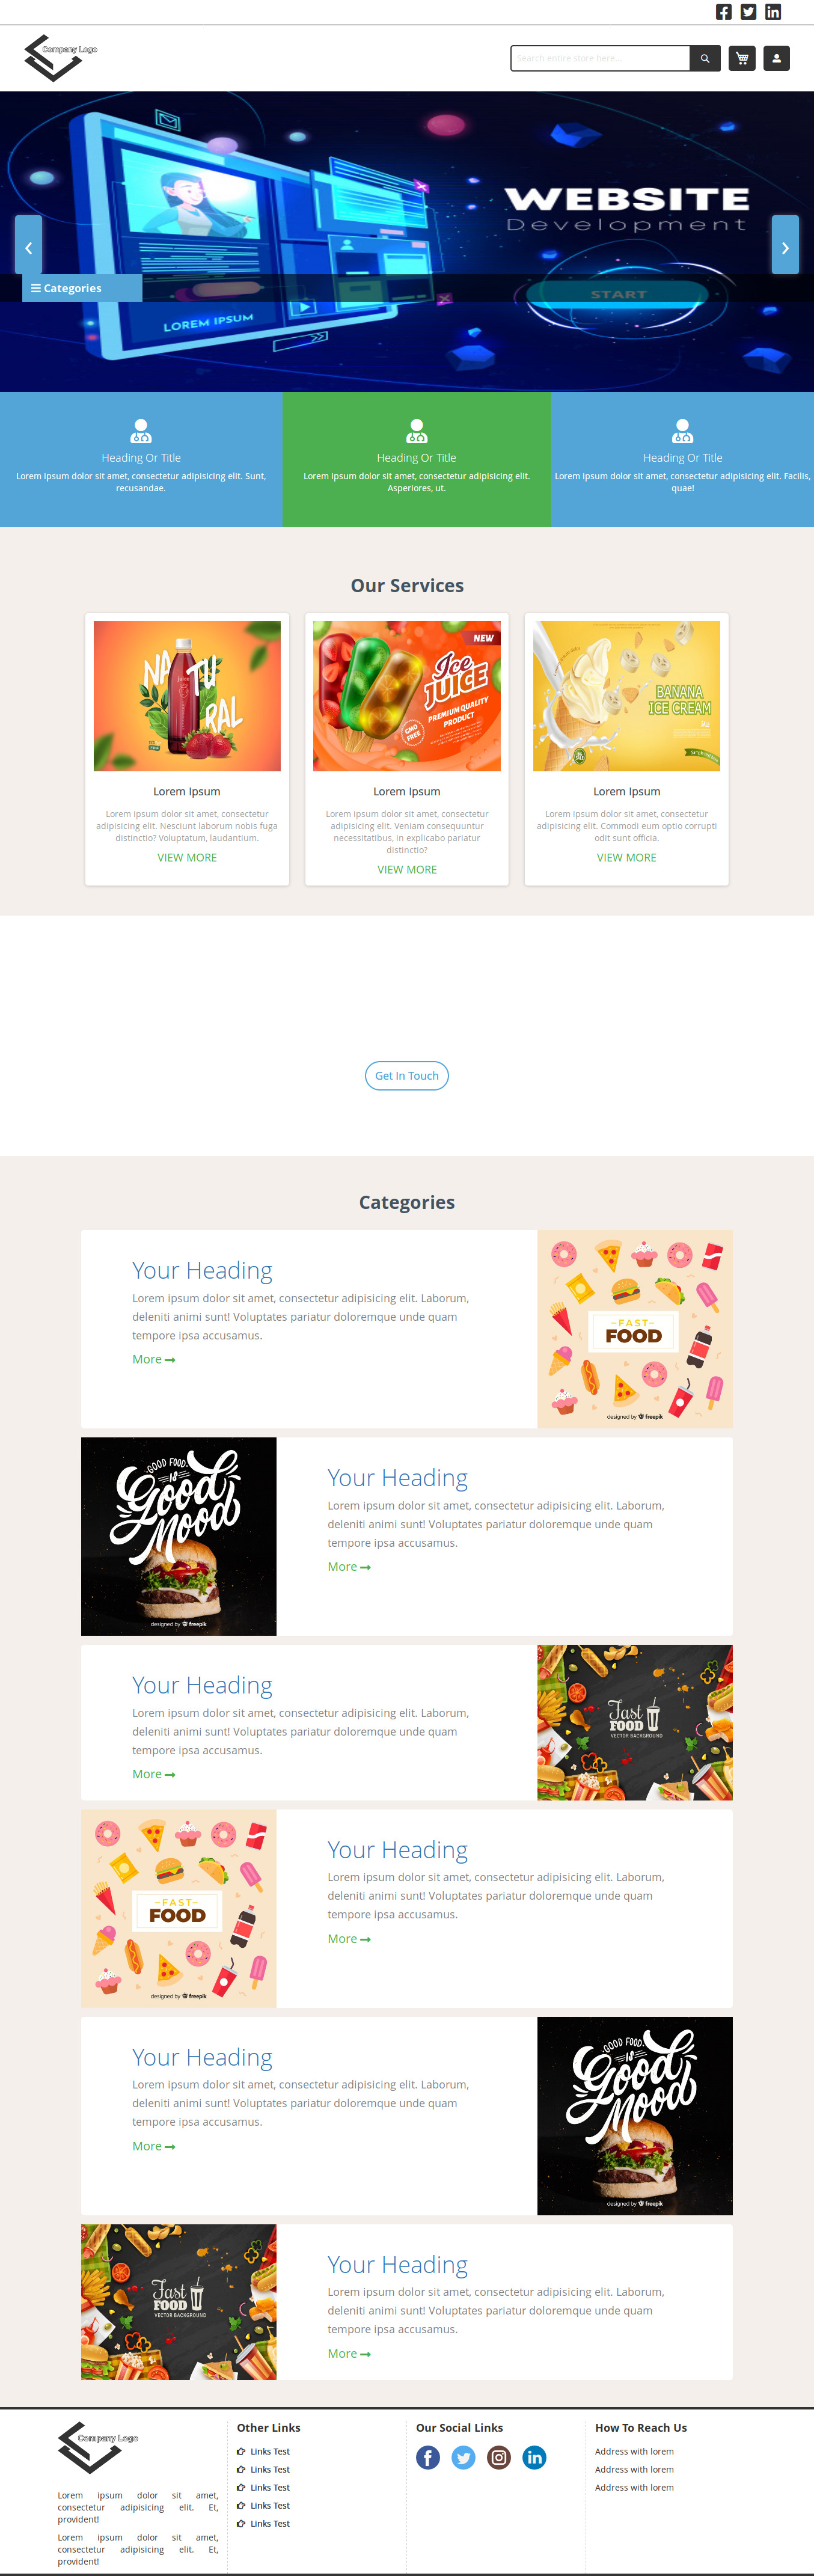 Company Logo
Search entire store here...
WEBSITE
Development
Categories
START
LOREM IPSUM
Heading Or Title
Lorem ipsum dolor sit amet, consectetur adipisicing elit. Sunt,
recusandae.
Heading Or Title
Lorem ipsum dolor sit amet, consectetur adipisicing elit.
Asperiores, ut.
Heading Or Title
Lorem ipsum dolor sit amet, consectetur adipisicing elit. Facilis,
quae!
Our Services
NATURAL
Lorem Ipsum
Lorem ipsum dolor sit amet, consectetur
adipisicing elit. Nesciunt laborum nobis fuga
distinctio? Voluptatum, laudantium.
VIEW MORE
NEW
Ice
JUICE
PREMIUM QUALITY
PRODUCT
GMO
FREE
Lorem Ipsum
Lorem ipsum dolor sit amet, consectetur
adipisicing elit. Veniam consequuntur
necessitatibus, in explicabo pariatur
distinctio?
VIEW MORE
BANANA
ICE CREAM
Lorem Ipsum
Lorem ipsum dolor sit amet, consectetur
adipisicing elit. Commodi eum optio corrupti
odit sunt officia.
VIEW MORE
Get In Touch
Categories
Your Heading
Lorem ipsum dolor sit amet, consectetur adipisicing elit. Laborum,
deleniti animi sunt! Voluptates pariatur doloremque unde quam
tempore ipsa accusamus.
More
FAST
FOOD
designed by freepik
GOOD FOOD
IS
Good
Mood
designed by freepik
Your Heading
Lorem ipsum dolor sit amet, consectetur adipisicing elit. Laborum,
deleniti animi sunt! Voluptates pariatur doloremque unde quam
tempore ipsa accusamus.
More
Your Heading
Lorem ipsum dolor sit amet, consectetur adipisicing elit. Laborum,
deleniti animi sunt! Voluptates pariatur doloremque unde quam
tempore ipsa accusamus.
More
Fast
FOOD
VECTOR BACKGROUND
FAST
FOOD
designed by freepik
Your Heading
Lorem ipsum dolor sit amet, consectetur adipisicing elit. Laborum,
deleniti animi sunt! Voluptates pariatur doloremque unde quam
tempore ipsa accusamus.
More
Your Heading
Lorem ipsum dolor sit amet, consectetur adipisicing elit. Laborum,
deleniti animi sunt! Voluptates pariatur doloremque unde quam
tempore ipsa accusamus.
More
GOOD FOOD
IS
Good
Mood
designed by freepik
Fast
FOOD
VECTOR BACKGROUND
Your Heading
Lorem ipsum dolor sit amet, consectetur adipisicing elit. Laborum,
deleniti animi sunt! Voluptates pariatur doloremque unde quam
tempore ipsa accusamus.
More
Company Logo
Lorem ipsum dolor sit amet,
consectetur adipisicing elit. Et,
provident!
Lorem ipsum dolor sit amet,
consectetur adipisicing elit. Et,
provident!
Other Links
Links Test
Links Test
Links Test
Links Test
Links Test
Our Social Links
How To Reach Us
Address with lorem
Address with lorem
Address with lorem